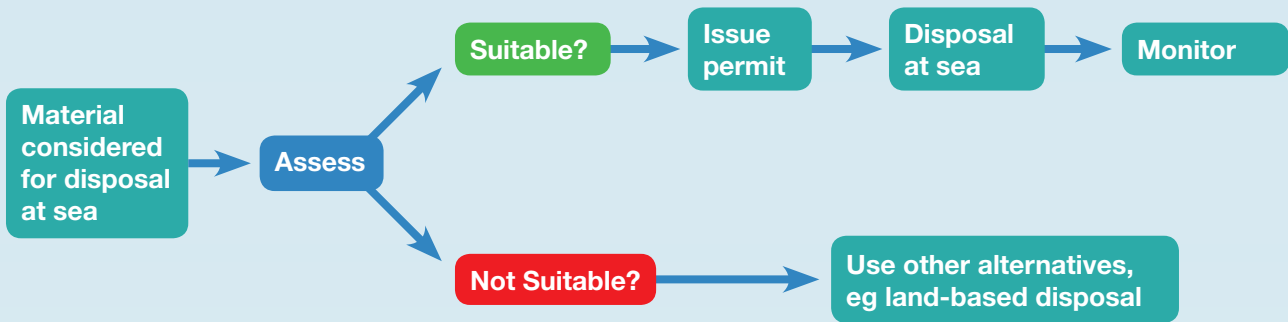 Material
considered
for disposal
at sea
Assess
Suitable?
Issue
permit
Disposal
at sea
Monitor
Not Suitable?
Use other alternatives,
eg land-based disposal